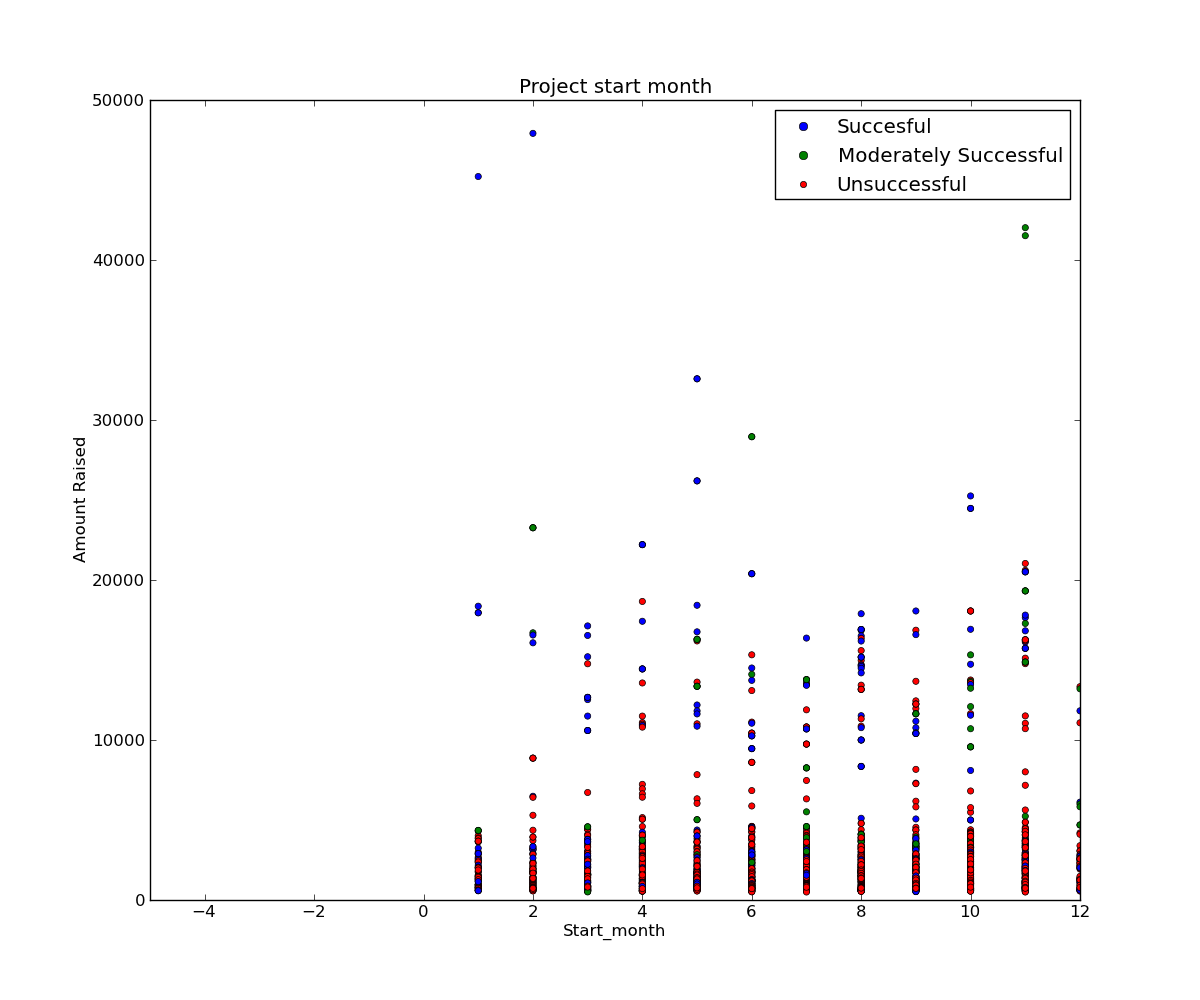 Project start month
50000
Succesful
Moderately Successful
Unsuccessful
40000
30000
Amount Raised
20000
10000
0
−4 −2 0 2 4 6 8 10 12
Start_month